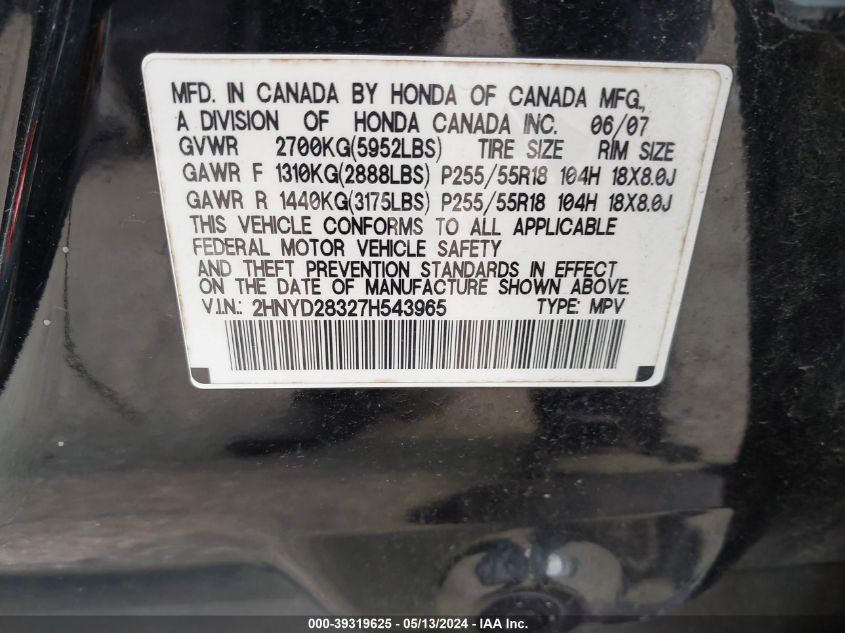 MFD. IN CANADA BY HONDA OF CANADA MFG.,
A DIVISION OF HONDA CANADA INC. 06/07
GVWR 2700KG(5952LBS) TIRE SIZE RIM SIZE
GAWR F 1310KG(2888LBS) P255/55R18 104H 18X8.0J
GAWR R 1440KG(3175LBS) P255/55R18 104H 18X8.0J
THIS VEHICLE CONFORMS TO ALL APPLICABLE
FEDERAL MOTOR VEHICLE SAFETY
AND THEFT PREVENTION STANDARDS IN EFFECT
ON THE DATE OF MANUFACTURE SHOWN ABOVE.
V.I.N.: 2HNYD28327H543965 TYPE: MPV
000-39319625 - 05/13/2024 - IAA Inc.